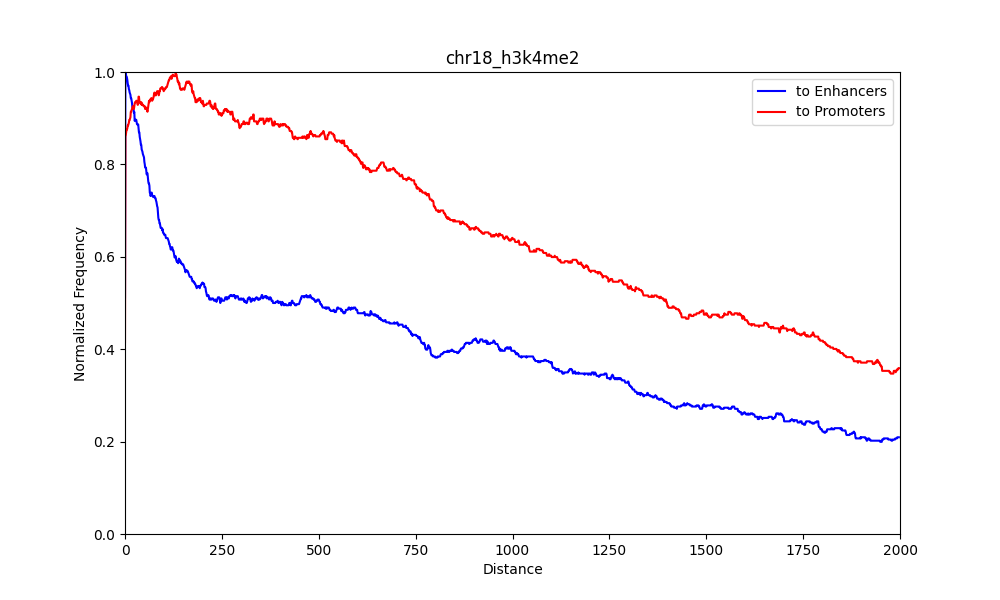 chr18_h3k4me2
to Enhancers
to Promoters
Normalized Frequency
1.0
0.8
0.6
0.4
0.2
0.0
0 250 500 750 1000 1250 1500 1750 2000
Distance